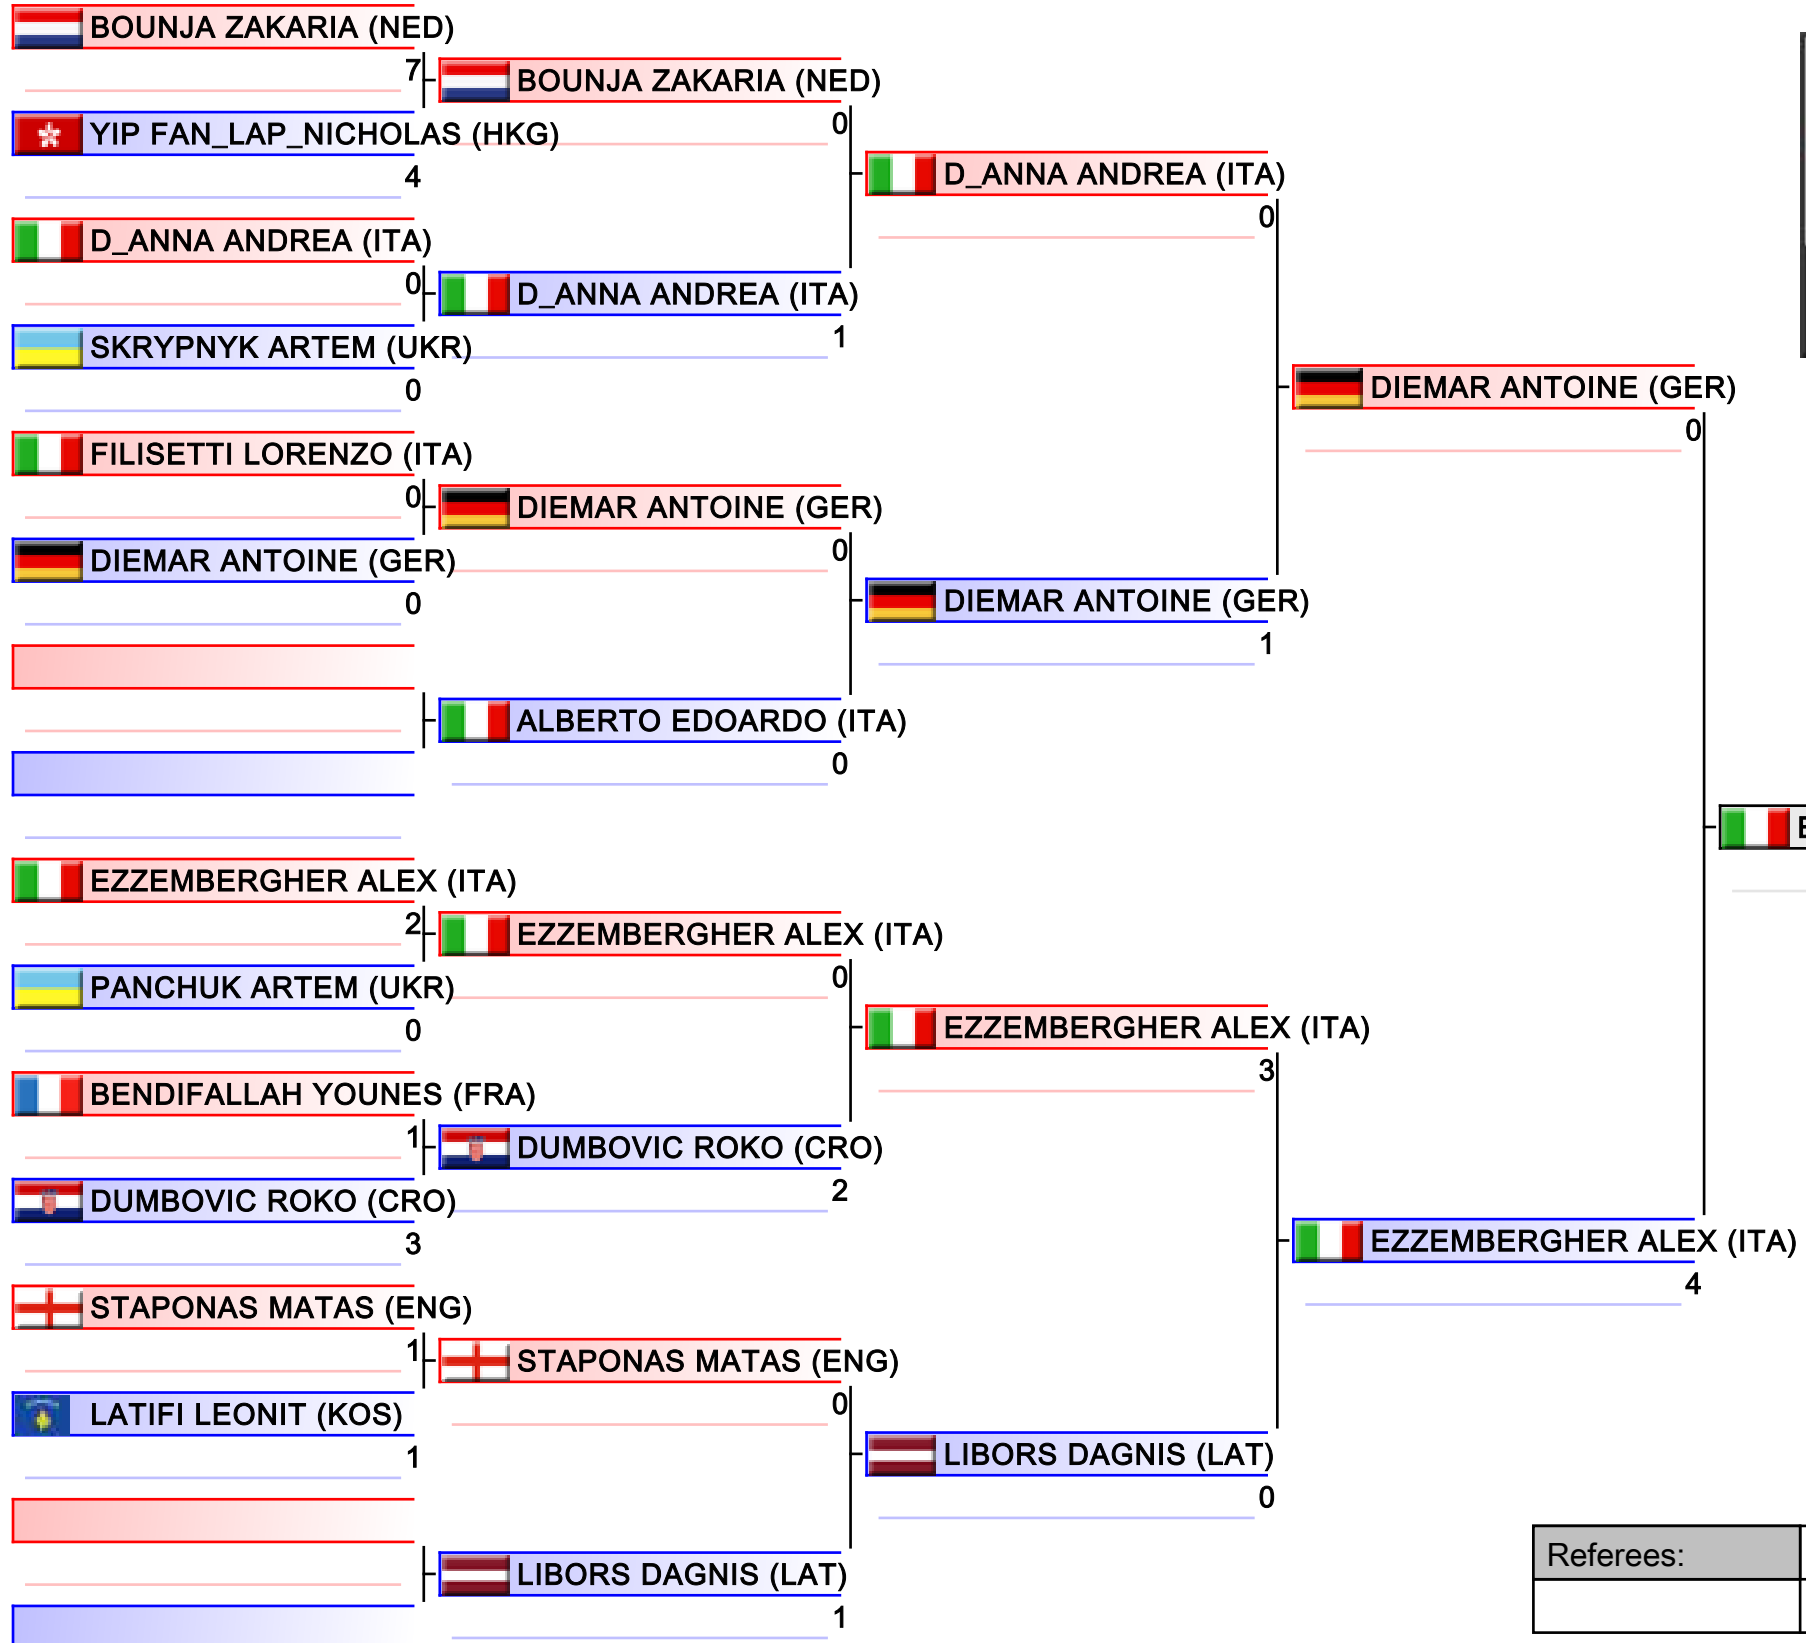 BOUNJA ZAKARIA (NED)
7
YIP FAN_LAP_NICHOLAS (HKG)
4
D_ANNA ANDREA (ITA)
0
SKRYPNYK ARTEM (UKR)
0
FILISETTI LORENZO (ITA)
0
DIEMAR ANTOINE (GER)
0
EZZEMBERGHER ALEX (ITA)
2
PANCHUK ARTEM (UKR)
0
BENDIFALLAH YOUNES (FRA)
1
DUMBOVIC ROKO (CRO)
3
STAPONAS MATAS (ENG)
1
LATIFI LEONIT (KOS)
1
BOUNJA ZAKARIA (NED)
0
D_ANNA ANDREA (ITA)
1
DIEMAR ANTOINE (GER)
0
ALBERTO EDOARDO (ITA)
0
EZZEMBERGHER ALEX (ITA)
0
DUMBOVIC ROKO (CRO)
2
STAPONAS MATAS (ENG)
0
LIBORS DAGNIS (LAT)
1
D_ANNA ANDREA (ITA)
0
DIEMAR ANTOINE (GER)
1
EZZEMBERGHER ALEX (ITA)
3
LIBORS DAGNIS (LAT)
0
DIEMAR ANTOINE (GER)
0
EZZEMBERGHER ALEX (ITA)
4
Referees: